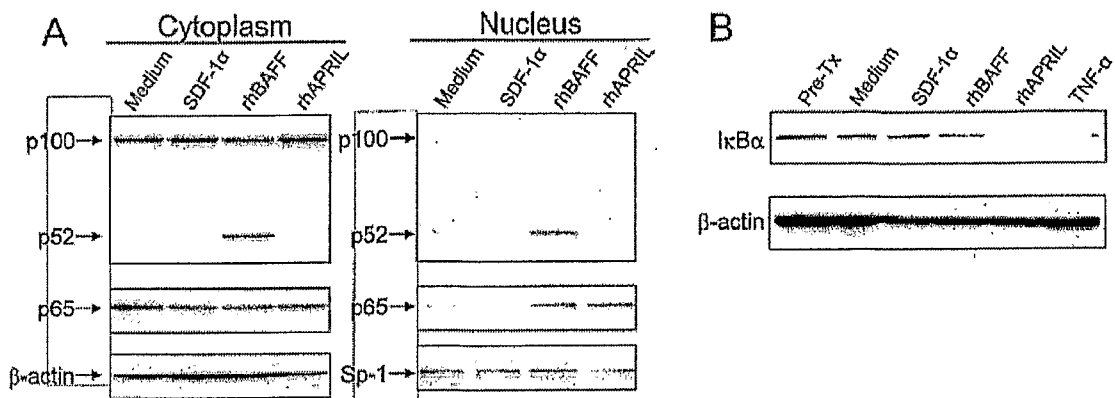 A
Cytoplasm
Nucleus
Medium
SDF-1α
rhBAFF
rhAPRIL
Medium
SDF-1α
rhBAFF
rhAPRIL
p100
p52
p65
β-actin
p100
p52
p65
Sp-1
B
Pre-Tx
Medium
SDF-1α
rhBAFF
rhAPRIL
TNF-α
IκBα
β-actin